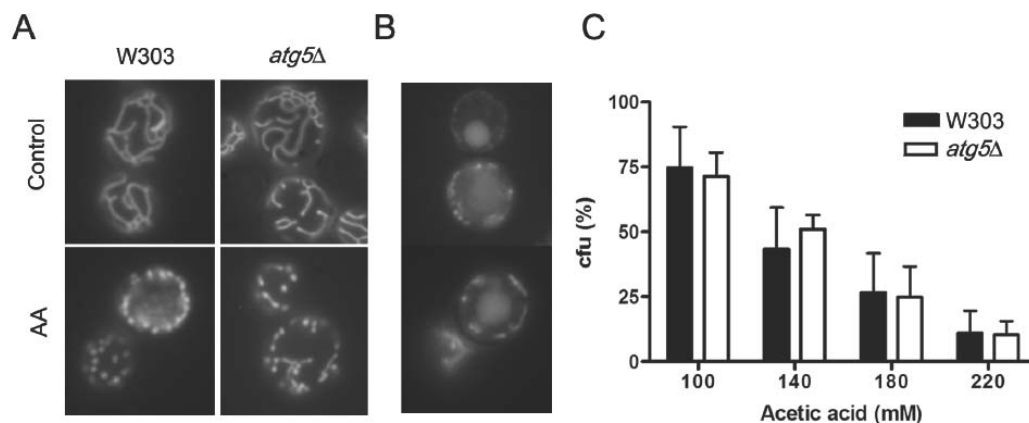 A
W303
atg5Δ
Control
AA
B
C
cfu (%)
100
75
50
25
0
W303
atg5Δ
100
140
180
220
Acetic acid (mM)